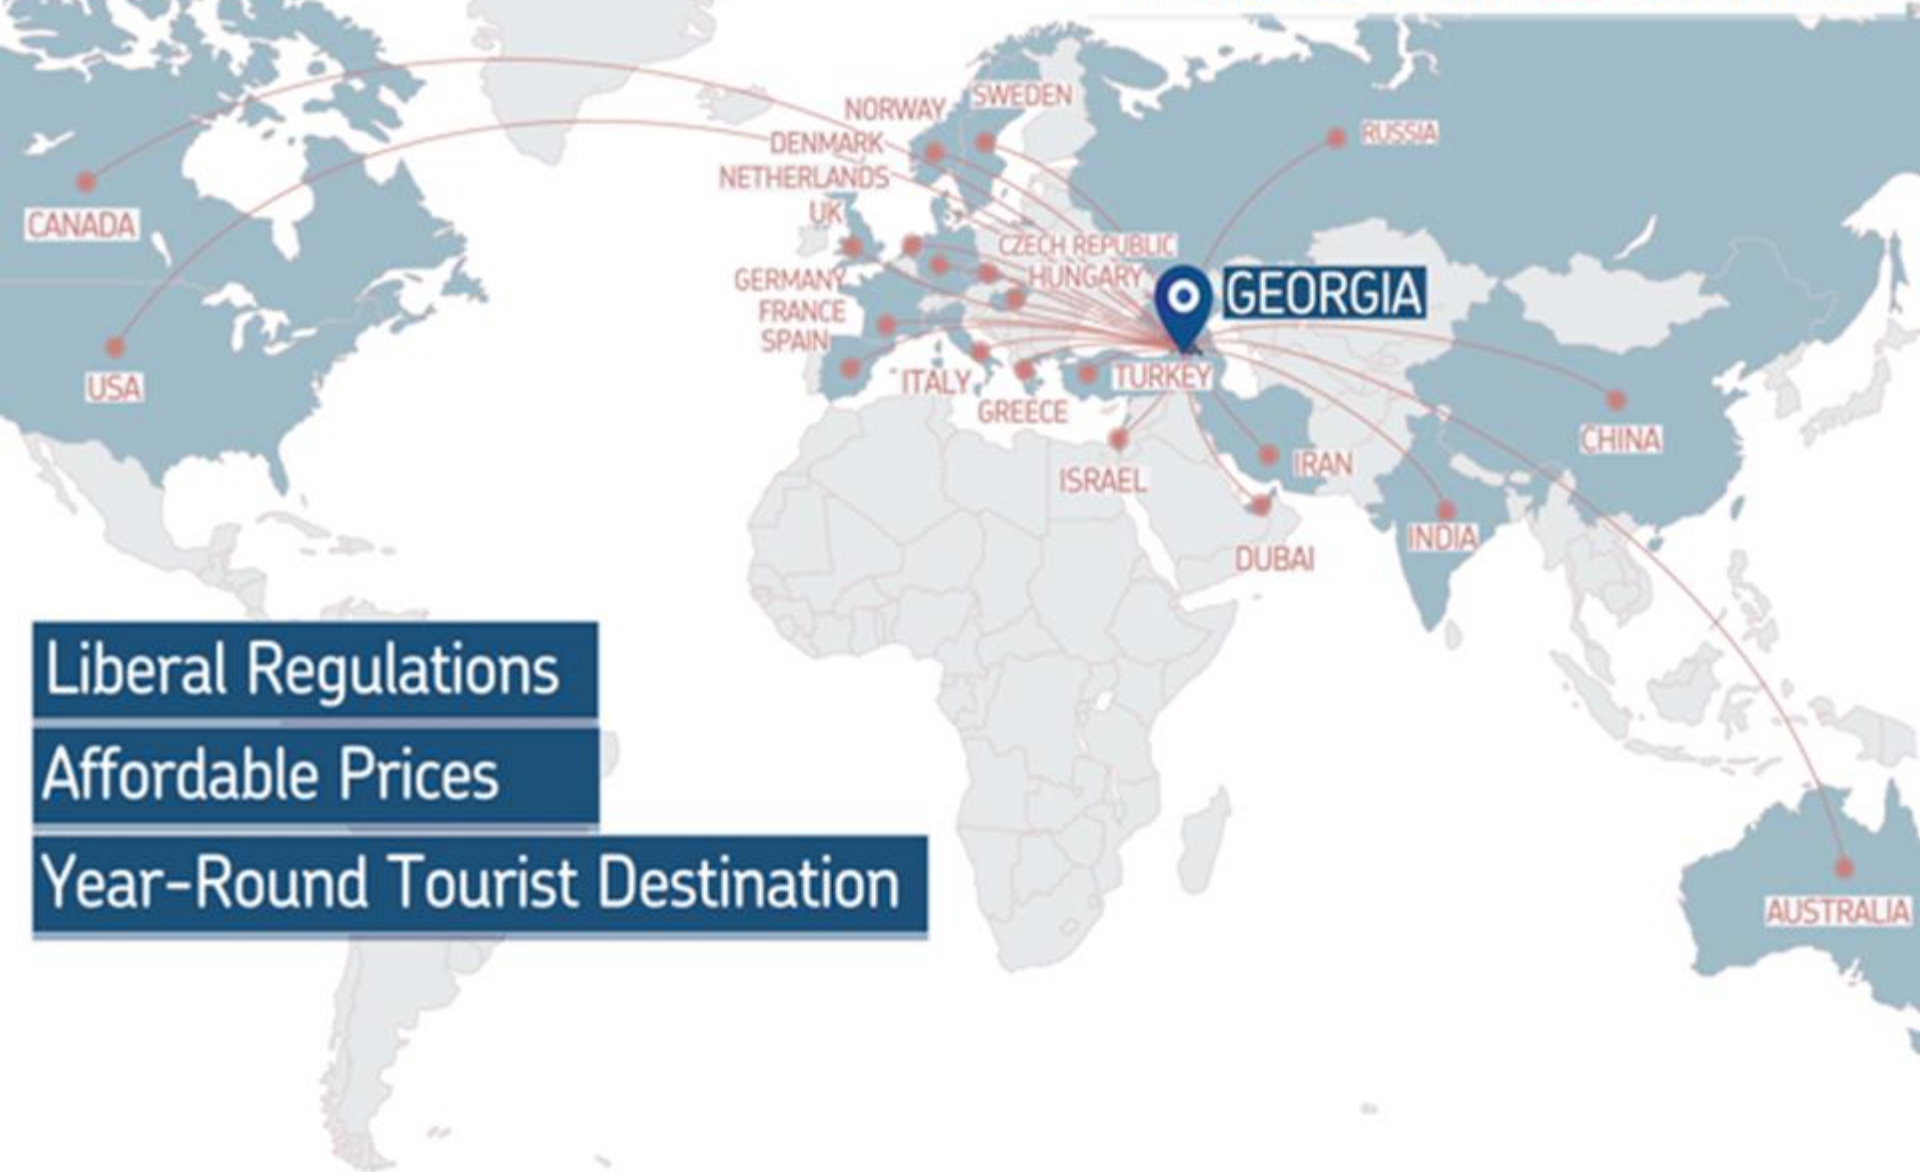 NORWAY
SWEDEN
DENMARK
RUSSIA
NETHERLANDS
UK
CANADA
CZECH REPUBLIC
GERMANY
HUNGARY
GEORGIA
FRANCE
SPAIN
USA
ITALY
TURKEY
GREECE
CHINA
ISRAEL
IRAN
INDIA
DUBAI
Liberal Regulations
Affordable Prices
Year-Round Tourist Destination
AUSTRALIA